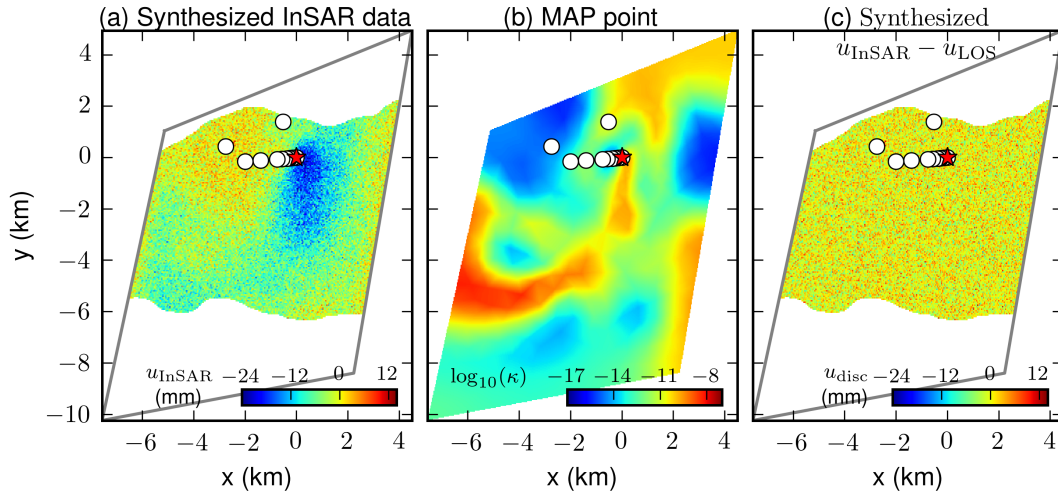 (a) Synthesized InSAR data
(b) MAP point
(c) Synthesized
u_InSAR − u_LOS
4
2
0
−2
−4
−6
−8
−10
y (km)
u_InSAR
(mm)
−24 −12 0 12
log₁₀(κ)
−17 −14 −11 −8
u_disc
(mm)
−24 −12 0 12
−6 −4 −2 0 2 4
−6 −4 −2 0 2 4
−6 −4 −2 0 2 4
x (km)
x (km)
x (km)